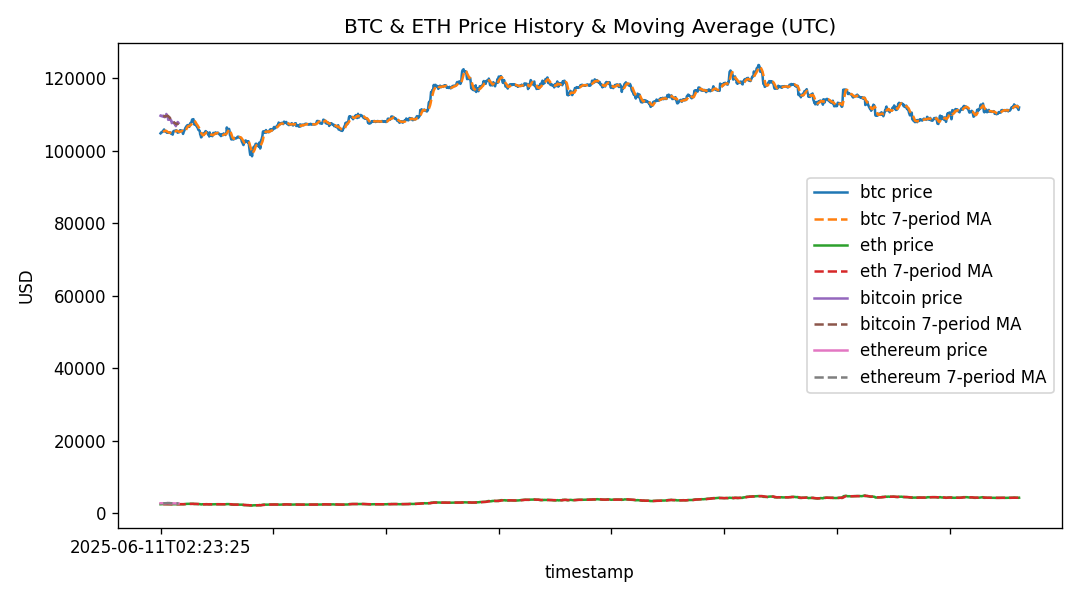 BTC & ETH Price History & Moving Average (UTC)
120000
100000
80000
60000
40000
20000
0
USD
btc price
btc 7-period MA
eth price
eth 7-period MA
bitcoin price
bitcoin 7-period MA
ethereum price
ethereum 7-period MA
2025-06-11T02:23:25
timestamp